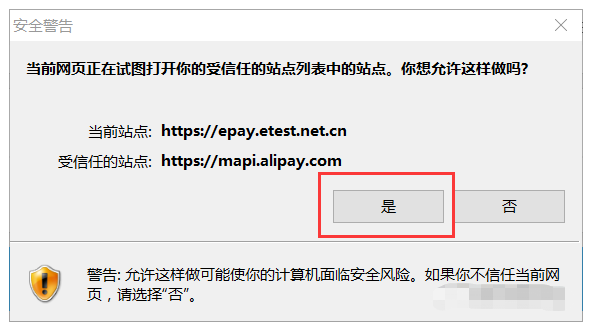 安全警告
当前网页正在试图打开你的受信任的站点列表中的站点。你想允许这样做吗?
当前站点: https://epay.etest.net.cn
受信任的站点: https://mapi.alipay.com
是 否
警告: 允许这样做可能使你的计算机面临安全风险。如果你不信任当前网
页，请选择“否”。